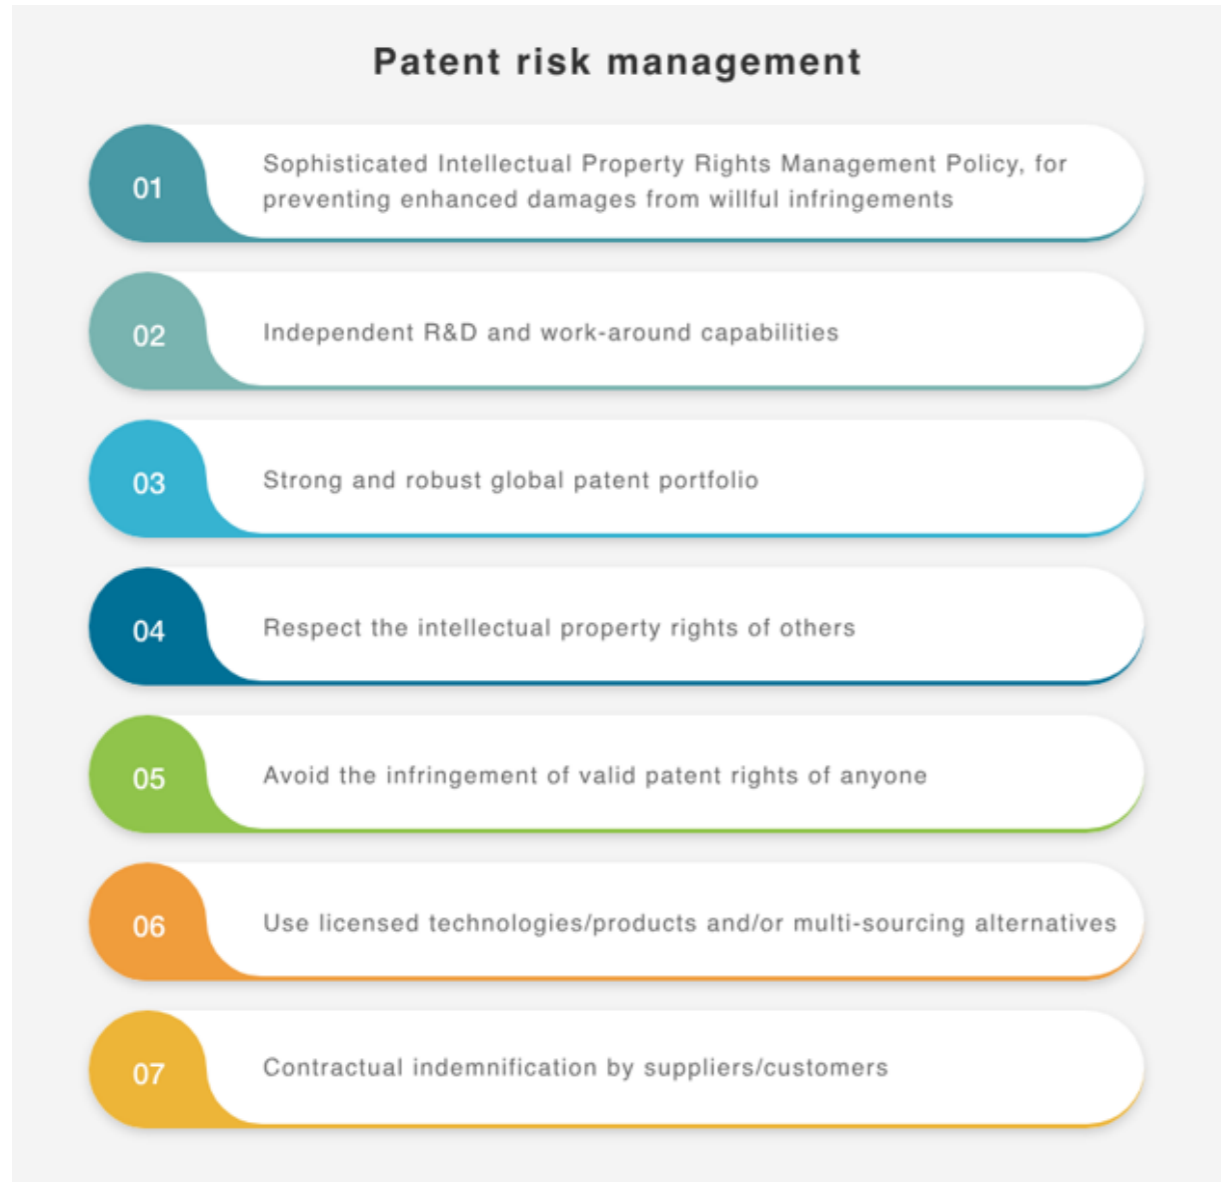 Patent risk management
01
Sophisticated Intellectual Property Rights Management Policy, for
preventing enhanced damages from willful infringements
02
Independent R&D and work-around capabilities
03
Strong and robust global patent portfolio
04
Respect the intellectual property rights of others
05
Avoid the infringement of valid patent rights of anyone
06
Use licensed technologies/products and/or multi-sourcing alternatives
07
Contractual indemnification by suppliers/customers